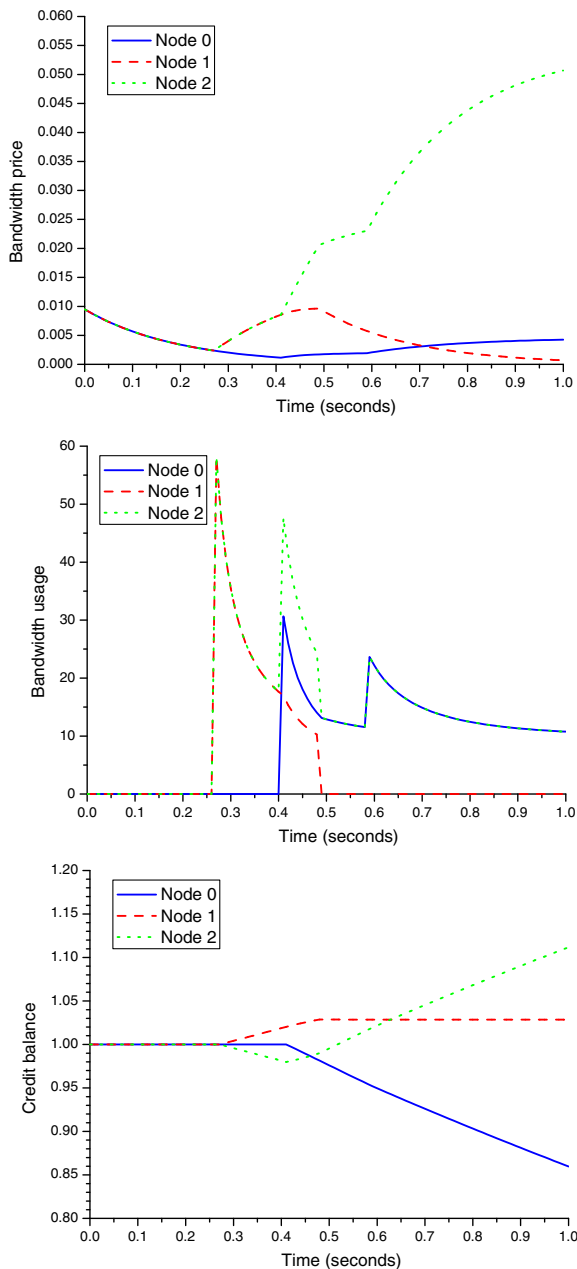 0.060
0.055
0.050
0.045
0.040
0.035
0.030
0.025
0.020
0.015
0.010
0.005
0.000
Bandwidth price
Node 0
Node 1
Node 2
0.0 0.1 0.2 0.3 0.4 0.5 0.6 0.7 0.8 0.9 1.0
Time (seconds)
60
50
40
30
20
10
0
Bandwidth usage
Node 0
Node 1
Node 2
0.0 0.1 0.2 0.3 0.4 0.5 0.6 0.7 0.8 0.9 1.0
Time (seconds)
1.20
1.15
1.10
1.05
1.00
0.95
0.90
0.85
0.80
Credit balance
Node 0
Node 1
Node 2
0.0 0.1 0.2 0.3 0.4 0.5 0.6 0.7 0.8 0.9 1.0
Time (seconds)